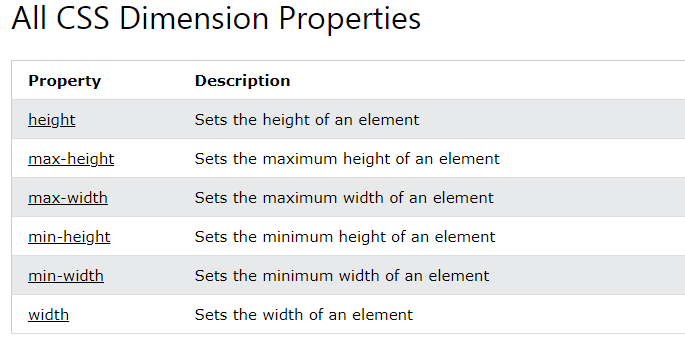 All CSS Dimension Properties
Property Description
height Sets the height of an element
max-height Sets the maximum height of an element
max-width Sets the maximum width of an element
min-height Sets the minimum height of an element
min-width Sets the minimum width of an element
width Sets the width of an element